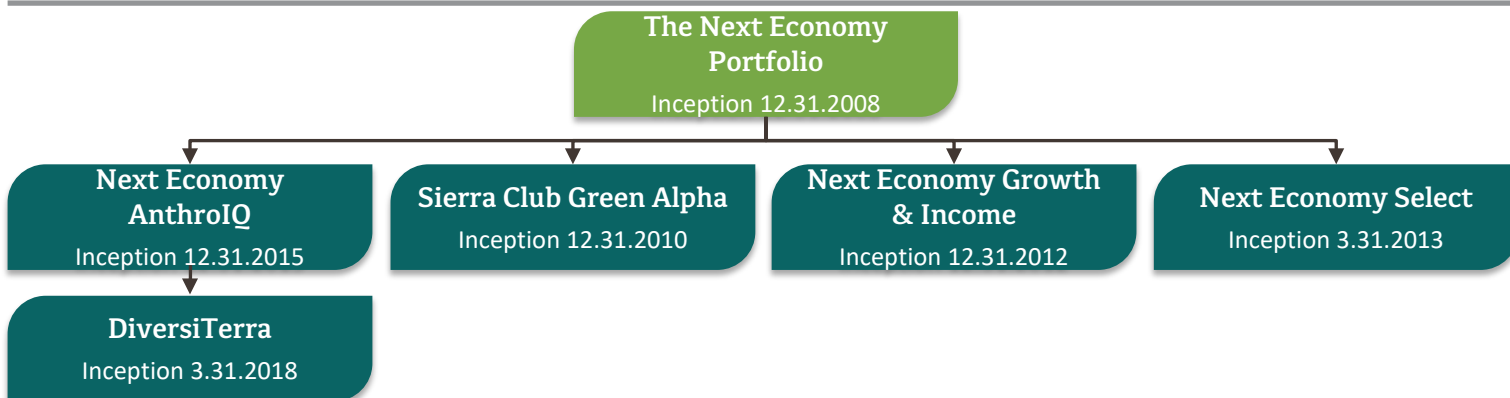 The Next Economy
Portfolio
Inception 12.31.2008
Next Economy
AnthroIQ
Inception 12.31.2015
Sierra Club Green Alpha
Inception 12.31.2010
Next Economy Growth
& Income
Inception 12.31.2012
Next Economy Select
Inception 3.31.2013
DiversiTerra
Inception 3.31.2018